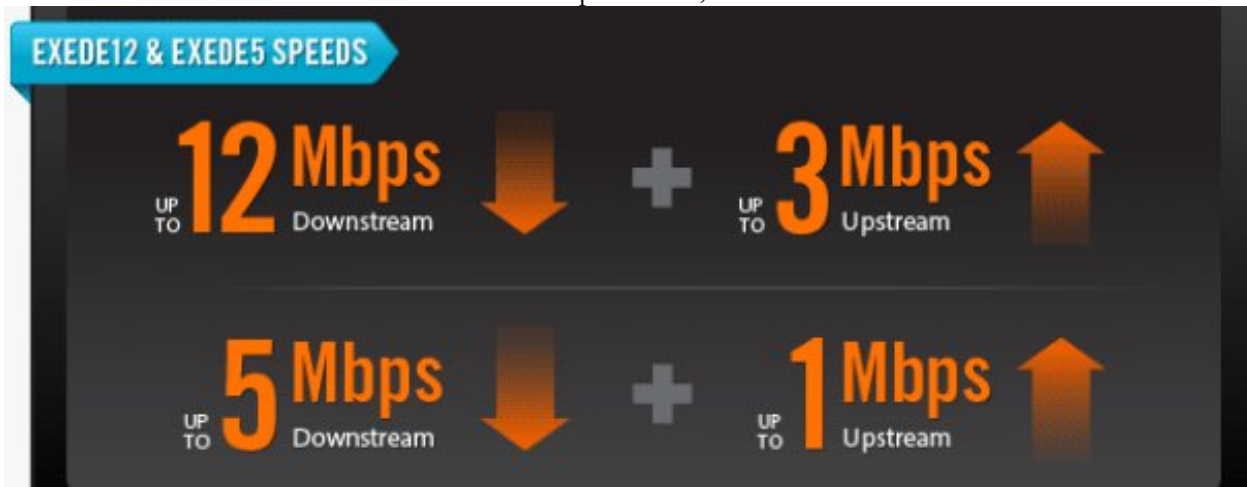 EXEDE12 & EXEDE5 SPEEDS
UP TO 12 Mbps Downstream + UP TO 3 Mbps Upstream
UP TO 5 Mbps Downstream + UP TO 1 Mbps Upstream